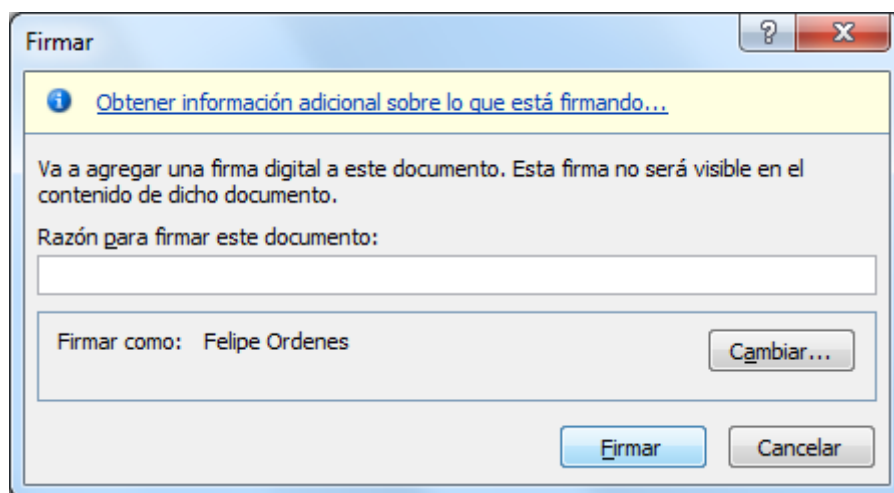 Firmar
Obtener información adicional sobre lo que está firmando...
Va a agregar una firma digital a este documento. Esta firma no será visible en el
contenido de dicho documento.
Razón para firmar este documento:
Firmar como: Felipe Ordenes
Cambiar...
Firmar Cancelar